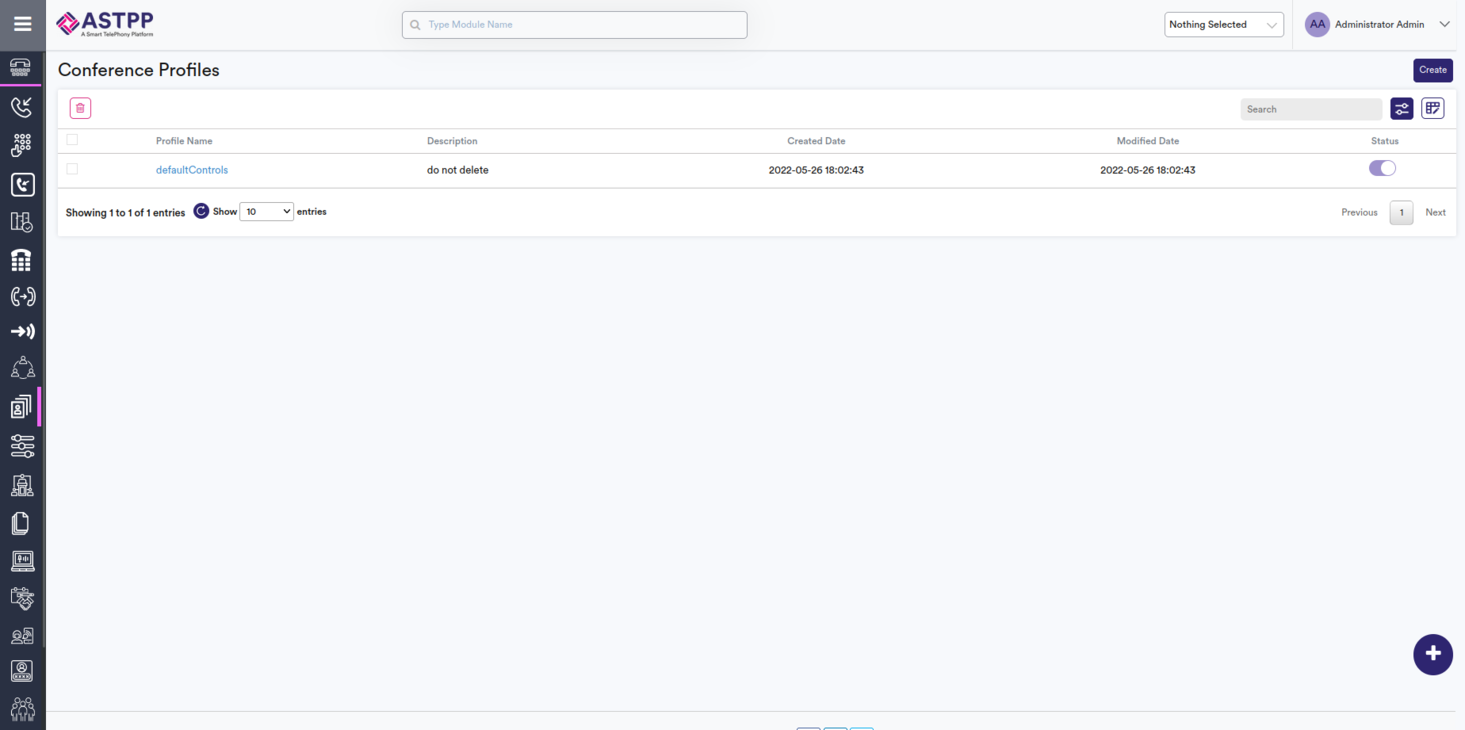 ASTPP
A Smart TelePhony Platform
Type Module Name
Nothing Selected
AA Administrator Admin
Conference Profiles
Create
Search
Profile Name Description Created Date Modified Date Status
defaultControls do not delete 2022-05-26 18:02:43 2022-05-26 18:02:43
Showing 1 to 1 of 1 entries Show 10 entries Previous 1 Next